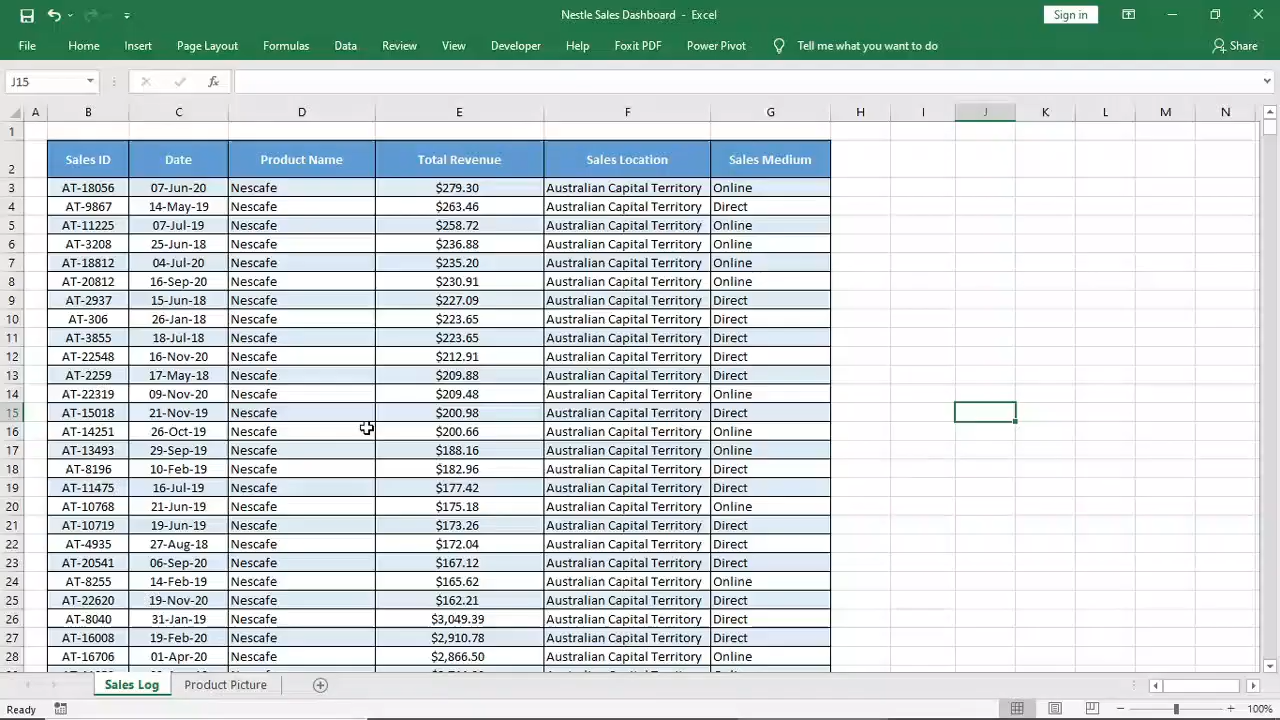 Nestle Sales Dashboard - Excel
Sign in
File Home Insert Page Layout Formulas Data Review View Developer Help Foxit PDF Power Pivot Tell me what you want to do Share
J15 fx
A B C D E F G H I J K L M N
1
2 Sales ID Date Product Name Total Revenue Sales Location Sales Medium
3 AT-18056 07-Jun-20 Nescafe $279.30 Australian Capital Territory Online
4 AT-9867 14-May-19 Nescafe $263.46 Australian Capital Territory Direct
5 AT-11225 07-Jul-19 Nescafe $258.72 Australian Capital Territory Online
6 AT-3208 25-Jun-18 Nescafe $236.88 Australian Capital Territory Online
7 AT-18812 04-Jul-20 Nescafe $235.20 Australian Capital Territory Online
8 AT-20812 16-Sep-20 Nescafe $230.91 Australian Capital Territory Online
9 AT-2937 15-Jun-18 Nescafe $227.09 Australian Capital Territory Direct
10 AT-306 26-Jan-18 Nescafe $223.65 Australian Capital Territory Direct
11 AT-3855 18-Jul-18 Nescafe $223.65 Australian Capital Territory Direct
12 AT-22548 16-Nov-20 Nescafe $212.91 Australian Capital Territory Direct
13 AT-2259 17-May-18 Nescafe $209.88 Australian Capital Territory Direct
14 AT-22319 09-Nov-20 Nescafe $209.48 Australian Capital Territory Online
15 AT-15018 21-Nov-19 Nescafe $200.98 Australian Capital Territory Direct
16 AT-14251 26-Oct-19 Nescafe $200.66 Australian Capital Territory Online
17 AT-13493 29-Sep-19 Nescafe $188.16 Australian Capital Territory Online
18 AT-8196 10-Feb-19 Nescafe $182.96 Australian Capital Territory Direct
19 AT-11475 16-Jul-19 Nescafe $177.42 Australian Capital Territory Direct
20 AT-10768 21-Jun-19 Nescafe $175.18 Australian Capital Territory Online
21 AT-10719 19-Jun-19 Nescafe $173.26 Australian Capital Territory Direct
22 AT-4935 27-Aug-18 Nescafe $172.04 Australian Capital Territory Direct
23 AT-20541 06-Sep-20 Nescafe $167.12 Australian Capital Territory Direct
24 AT-8255 14-Feb-19 Nescafe $165.62 Australian Capital Territory Online
25 AT-22620 19-Nov-20 Nescafe $162.21 Australian Capital Territory Direct
26 AT-8040 31-Jan-19 Nescafe $3,049.39 Australian Capital Territory Direct
27 AT-16008 19-Feb-20 Nescafe $2,910.78 Australian Capital Territory Direct
28 AT-16706 01-Apr-20 Nescafe $2,866.50 Australian Capital Territory Online
Sales Log Product Picture
Ready 100%